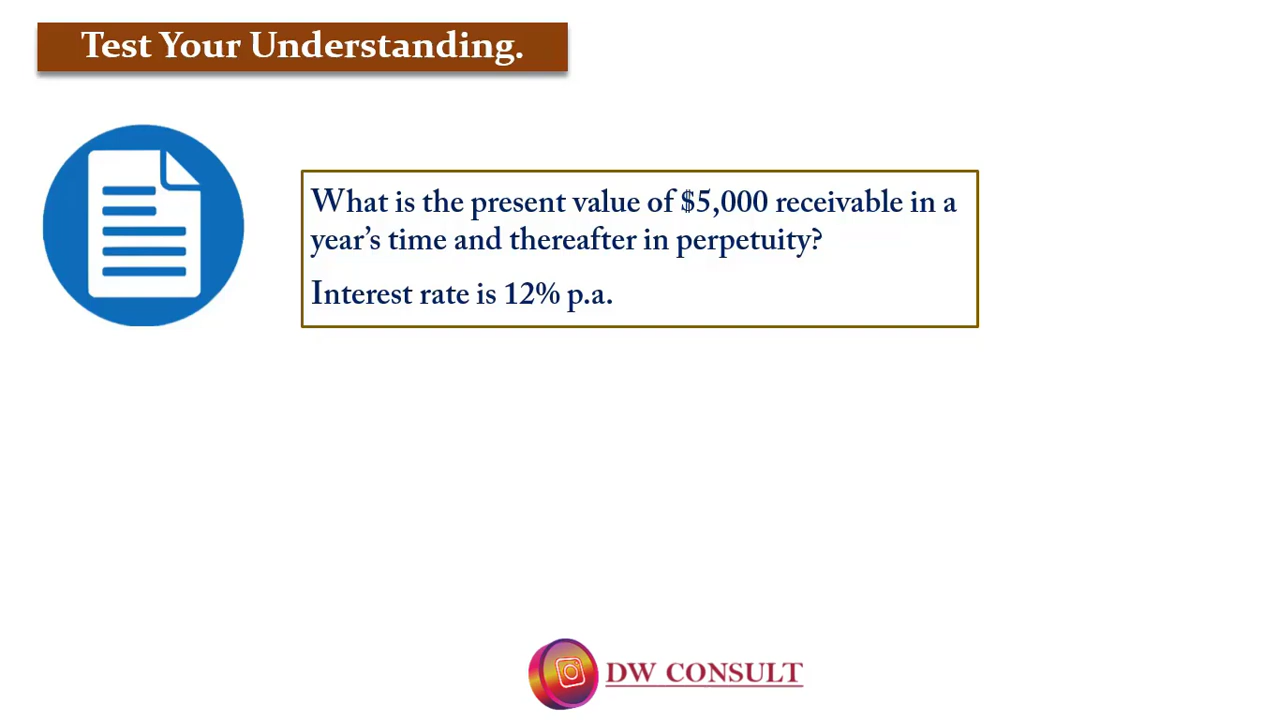 Test Your Understanding.
What is the present value of $5,000 receivable in a
year’s time and thereafter in perpetuity?
Interest rate is 12% p.a.
DW CONSULT